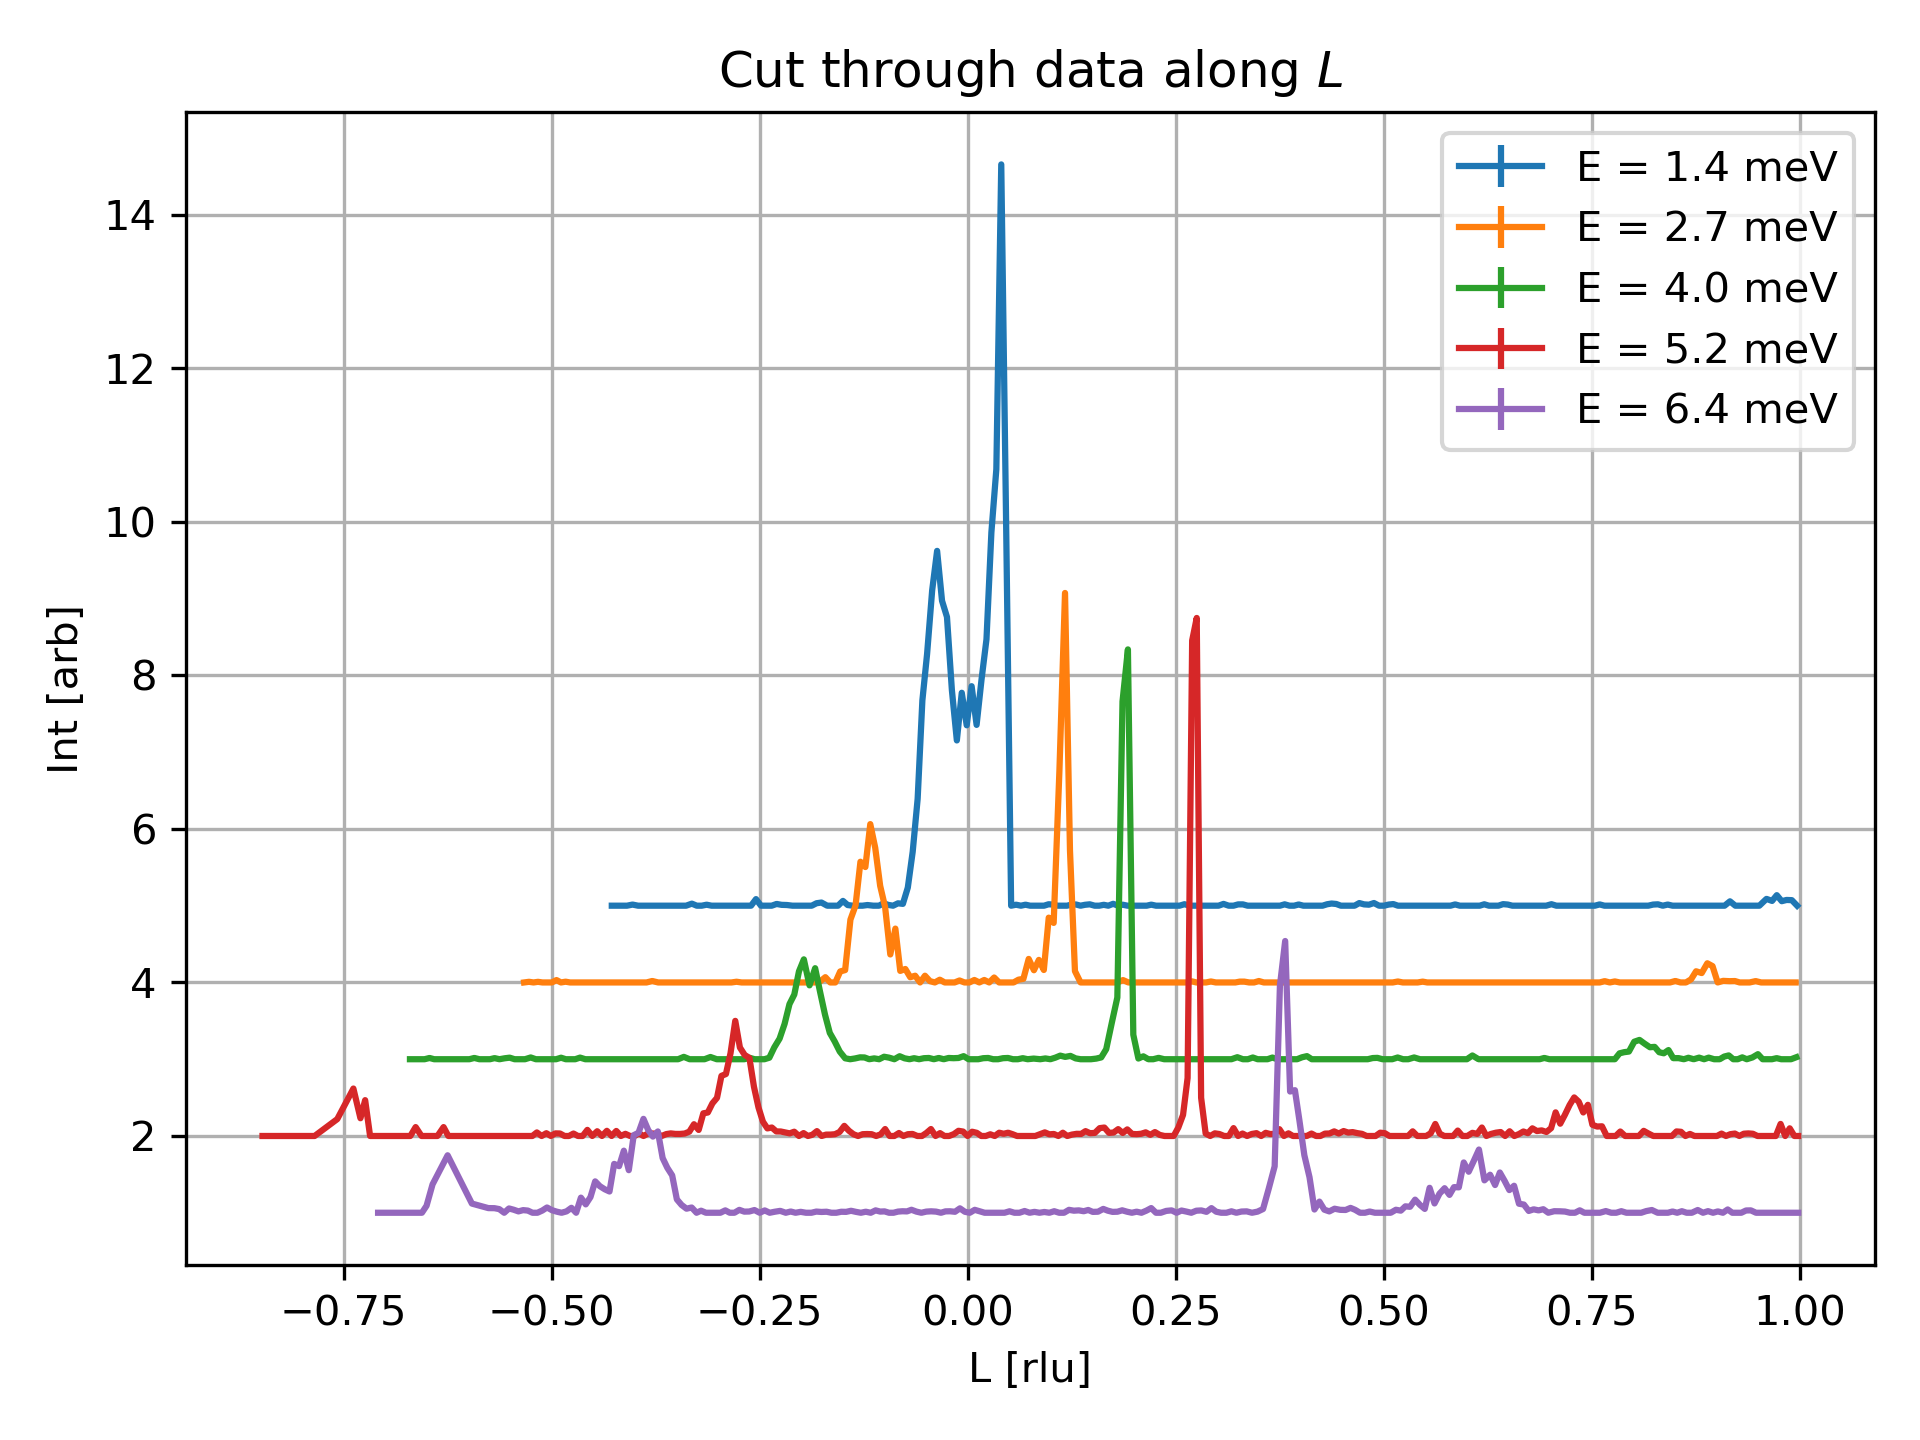 Cut through data along L
14
12
10
8
6
4
2
Int [arb]
E = 1.4 meV
E = 2.7 meV
E = 4.0 meV
E = 5.2 meV
E = 6.4 meV
−0.75 −0.50 −0.25 0.00 0.25 0.50 0.75 1.00
L [rlu]